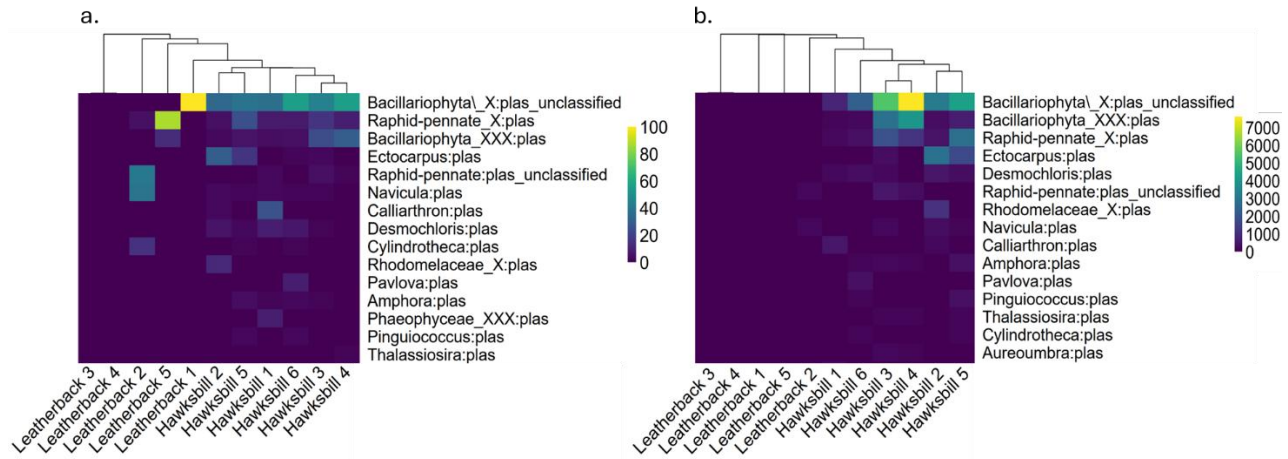 a.
Bacillariophyta\_X:plas_unclassified
Raphid-pennate_X:plas
Bacillariophyta_XXX:plas
Ectocarpus:plas
Raphid-pennate:plas_unclassified
Navicula:plas
Calliarthron:plas
Desmochloris:plas
Cylindrotheca:plas
Rhodomelaceae_X:plas
Pavlova:plas
Amphora:plas
Phaeophyceae_XXX:plas
Pinguiococcus:plas
Thalassiosira:plas
100
80
60
40
20
0
Leatherback 3
Leatherback 4
Leatherback 2
Leatherback 5
Leatherback 1
Hawksbill 2
Hawksbill 5
Hawksbill 1
Hawksbill 6
Hawksbill 3
Hawksbill 4
b.
Bacillariophyta\_X:plas_unclassified
Bacillariophyta_XXX:plas
Raphid-pennate_X:plas
Ectocarpus:plas
Desmochloris:plas
Raphid-pennate:plas_unclassified
Rhodomelaceae_X:plas
Navicula:plas
Calliarthron:plas
Amphora:plas
Pavlova:plas
Pinguiococcus:plas
Thalassiosira:plas
Cylindrotheca:plas
Aureoumbra:plas
7000
6000
5000
4000
3000
2000
1000
0
Leatherback 3
Leatherback 4
Leatherback 1
Leatherback 5
Leatherback 2
Hawksbill 1
Hawksbill 6
Hawksbill 3
Hawksbill 4
Hawksbill 2
Hawksbill 5